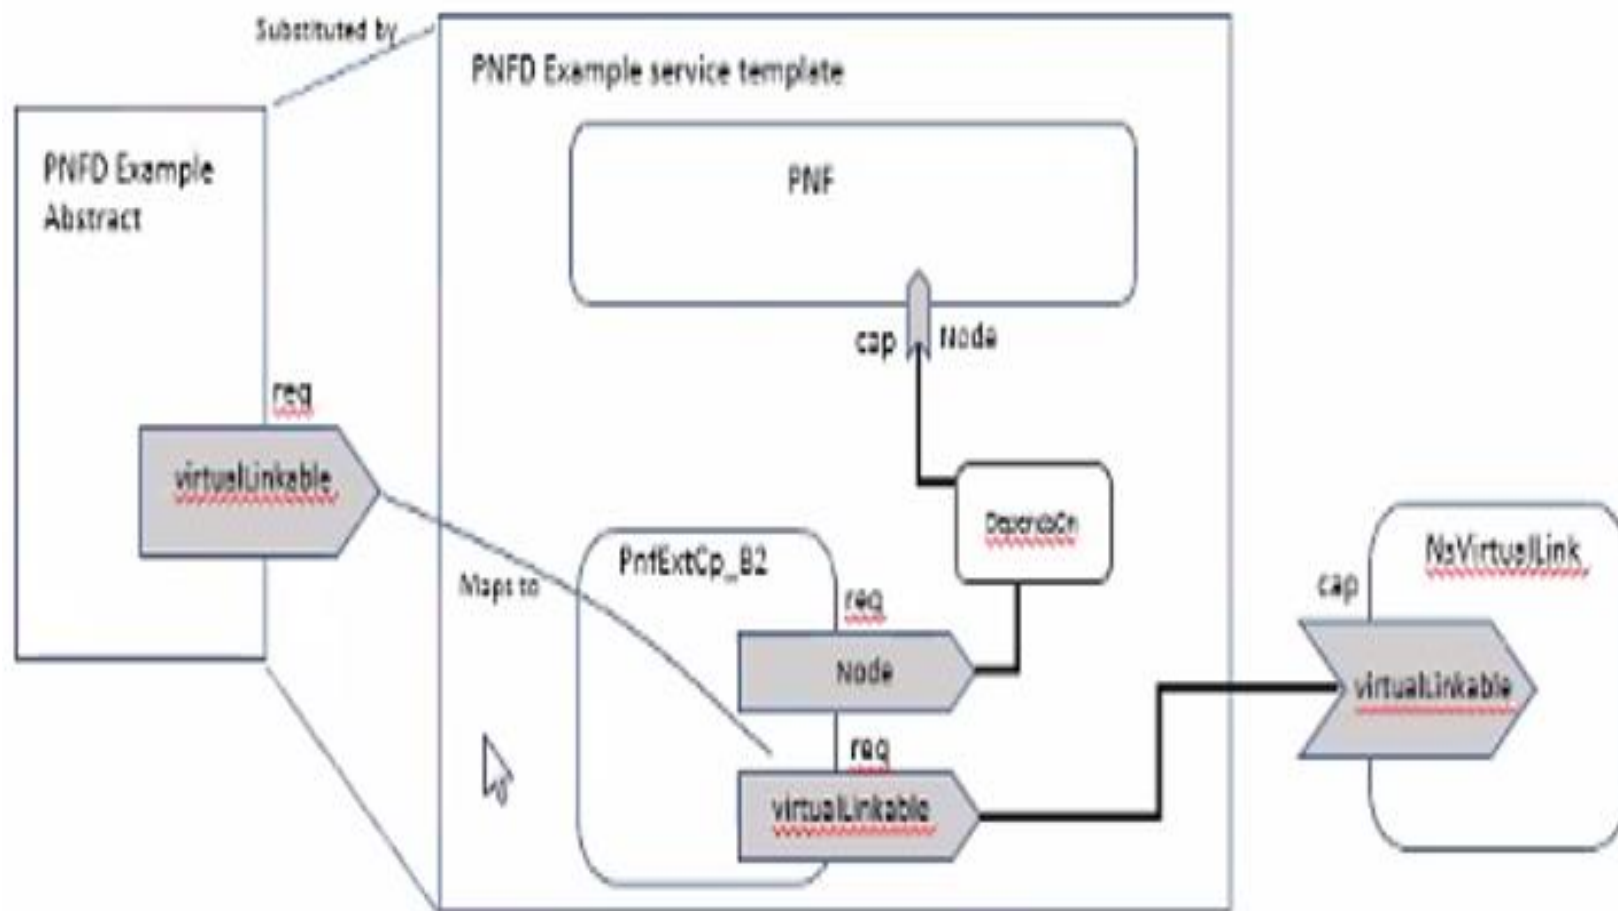 Substituted by
PNFD Example service template
PNFD Example
Abstract
PNF
cap
Node
req
virtualLinkable
DependsOn
PnfExtCp_B2
NsVirtualLink
Maps to
req
cap
Node
virtualLinkable
req
virtualLinkable